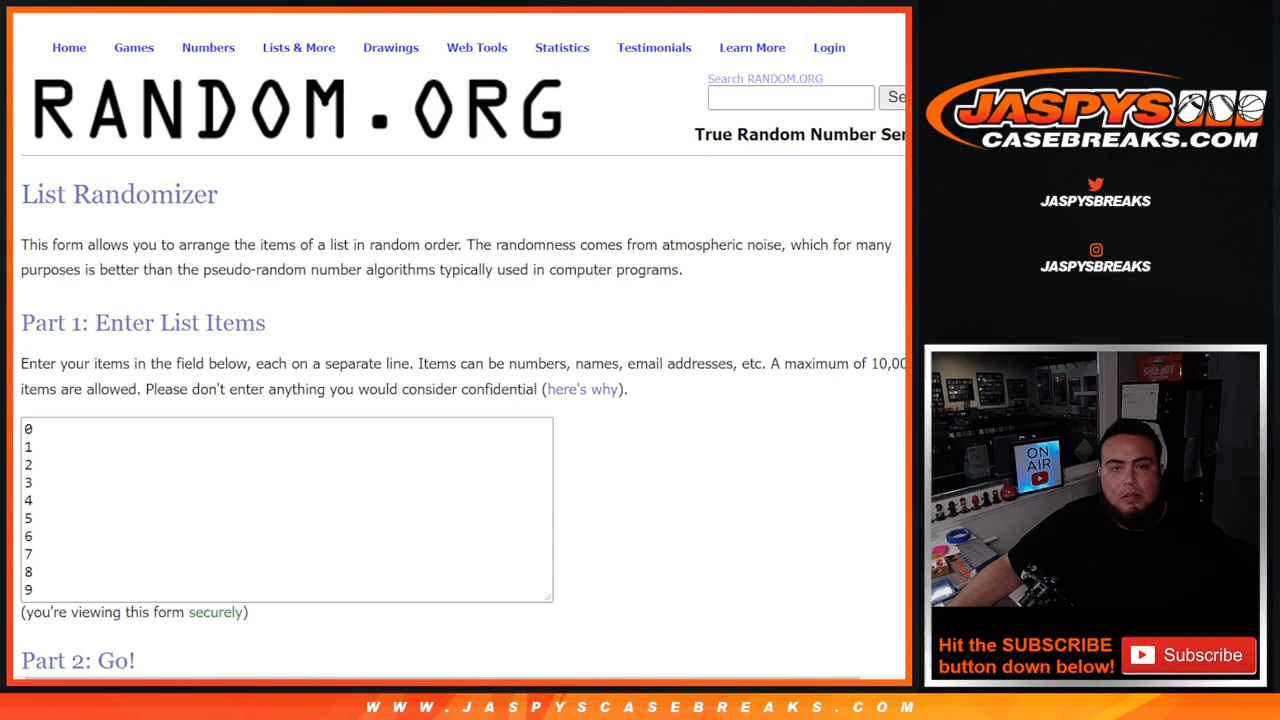 Home Games Numbers Lists & More Drawings Web Tools Statistics Testimonials Learn More Login
RANDOM.ORG
Search RANDOM.ORG
Se
True Random Number Ser
List Randomizer
This form allows you to arrange the items of a list in random order. The randomness comes from atmospheric noise, which for many
purposes is better than the pseudo-random number algorithms typically used in computer programs.
Part 1: Enter List Items
Enter your items in the field below, each on a separate line. Items can be numbers, names, email addresses, etc. A maximum of 10,00
items are allowed. Please don't enter anything you would consider confidential (here's why).
0
1
2
3
4
5
6
7
8
9
(you're viewing this form securely)
Part 2: Go!
JASPYS
CASEBREAKS.COM
JASPYSBREAKS
JASPYSBREAKS
ON
AIR
Hit the SUBSCRIBE
button down below!
Subscribe
WWW.JASPYSCASEBREAKS.COM